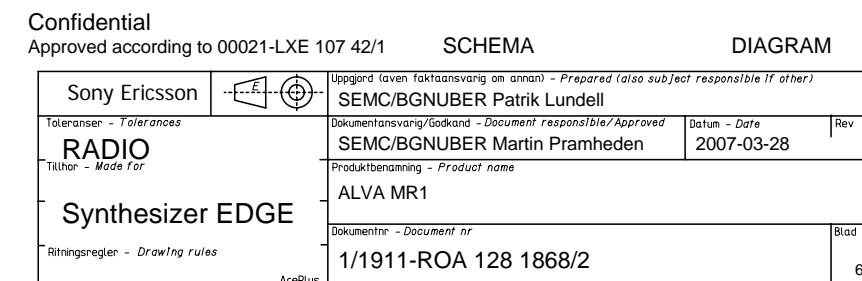 Confidential
Approved according to 00021-LXE 107 42/1 SCHEMA DIAGRAM
Sony Ericsson E
Uppgjord (aven faktaansvarig om annan) - Prepared (also subject responsible if other)
SEMC/BGNUBER Patrik Lundell
Toleranser - Tolerances
RADIO
Dokumentansvarig/Godkand - Document responsible/Approved
SEMC/BGNUBER Martin Pramheden
Datum - Date
2007-03-28
Rev
Tillhor - Made for
Synthesizer EDGE
Produktbenamning - Product name
ALVA MR1
Ritningsregler - Drawing rules
AcePlus
Dokumentnr - Document nr
1/1911-ROA 128 1868/2
Blad
6